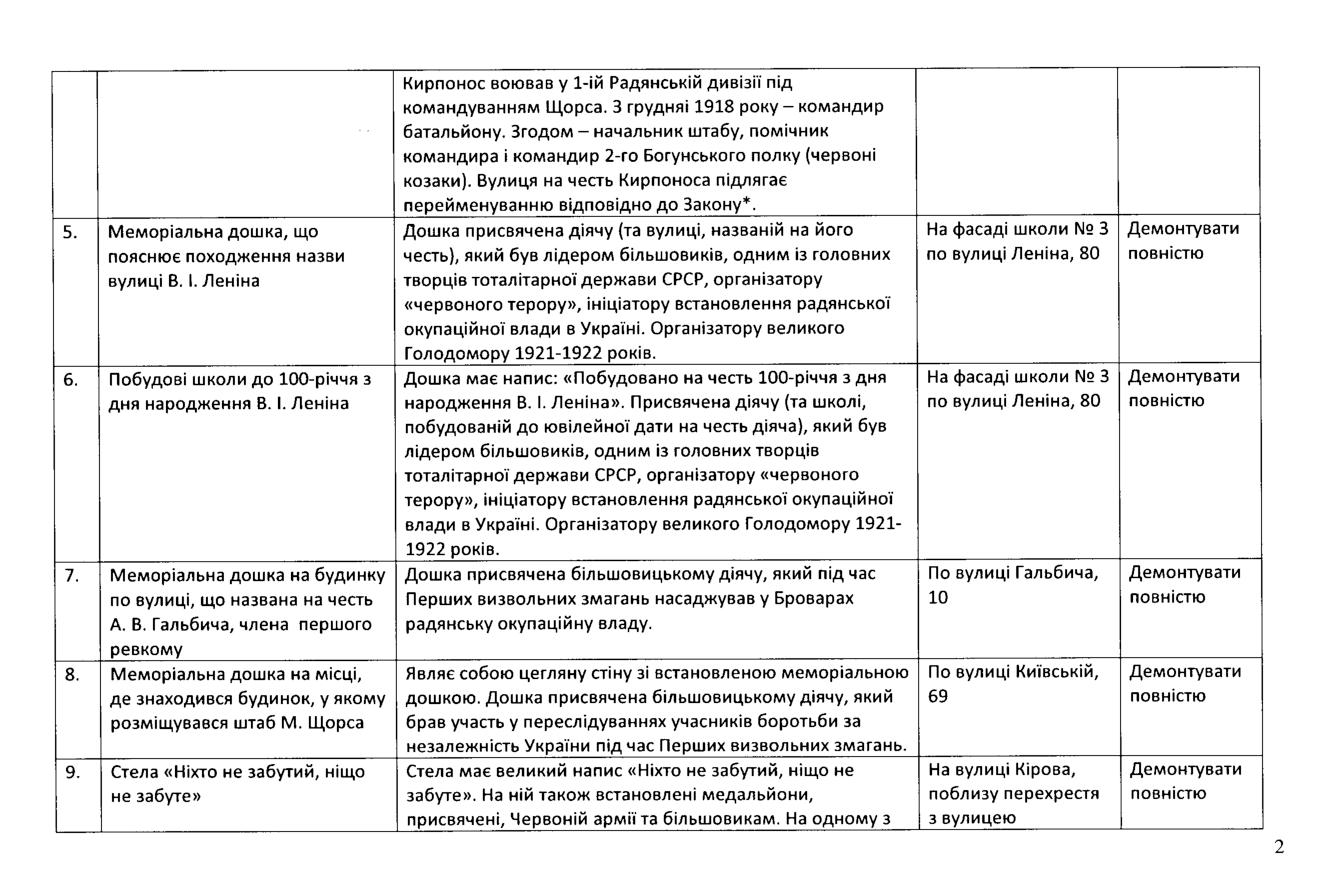 Кирпонос воював у 1-ій Радянській дивізії під
командуванням Щорса. З грудняі 1918 року – командир
батальйону. Згодом – начальник штабу, помічник
командира і командир 2-го Богунського полку (червоні
козаки). Вулиця на честь Кирпоноса підлягає
перейменуванню відповідно до Закону*.
5.
Меморіальна дошка, що
пояснює походження назви
вулиці В. І. Леніна
Дошка присвячена діячу (та вулиці, названій на його
честь), який був лідером більшовиків, одним із головних
творців тоталітарної держави СРСР, організатору
«червоного терору», ініціатору встановлення радянської
окупаційної влади в Україні. Організатору великого
Голодомору 1921-1922 років.
На фасаді школи № 3
по вулиці Леніна, 80
Демонтувати
повністю
6.
Побудові школи до 100-річчя з
дня народження В. І. Леніна
Дошка має напис: «Побудовано на честь 100-річчя з дня
народження В. І. Леніна». Присвячена діячу (та школі,
побудованій до ювілейної дати на честь діяча), який був
лідером більшовиків, одним із головних творців
тоталітарної держави СРСР, організатору «червоного
терору», ініціатору встановлення радянської окупаційної
влади в Україні. Організатору великого Голодомору 1921-
1922 років.
На фасаді школи № 3
по вулиці Леніна, 80
Демонтувати
повністю
7.
Меморіальна дошка на будинку
по вулиці, що названа на честь
А. В. Гальбича, члена першого
ревкому
Дошка присвячена більшовицькому діячу, який під час
Перших визвольних змагань насаджував у Броварах
радянську окупаційну владу.
По вулиці Гальбича,
10
Демонтувати
повністю
8.
Меморіальна дошка на місці,
де знаходився будинок, у якому
розміщувався штаб М. Щорса
Являє собою цегляну стіну зі встановленою меморіальною
дошкою. Дошка присвячена більшовицькому діячу, який
брав участь у переслідуваннях учасників боротьби за
незалежність України під час Перших визвольних змагань.
По вулиці Київській,
69
Демонтувати
повністю
9.
Стела «Ніхто не забутий, ніщо
не забуте»
Стела має великий напис «Ніхто не забутий, ніщо не
забуте». На ній також встановлені медальйони,
присвячені, Червоній армії та більшовикам. На одному з
На вулиці Кірова,
поблизу перехрестя
з вулицею
Демонтувати
повністю
2